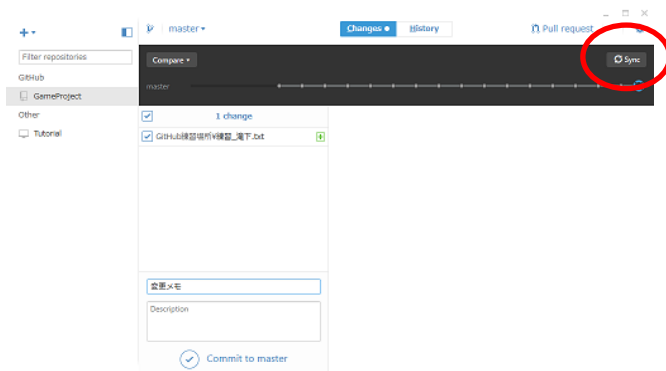 master
Changes
History
Pull request
Filter repositories
Compare
Sync
GitHub
master
GameProject
Other
1 change
Tutorial
GitHub練習場所¥練習_滝下.txt
変更メモ
Description
Commit to master